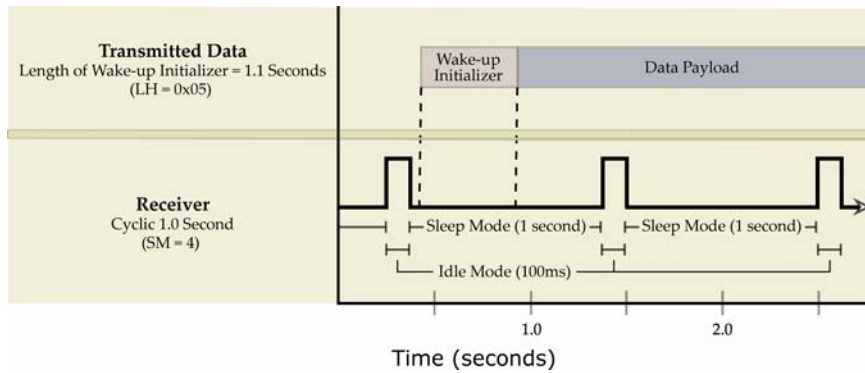 Transmitted Data
Length of Wake-up Initializer = 1.1 Seconds
(LH = 0x05)
Wake-up
Initializer
Data Payload
Receiver
Cyclic 1.0 Second
(SM = 4)
Sleep Mode (1 second)
Sleep Mode (1 second)
Idle Mode (100ms)
1.0
2.0
Time (seconds)